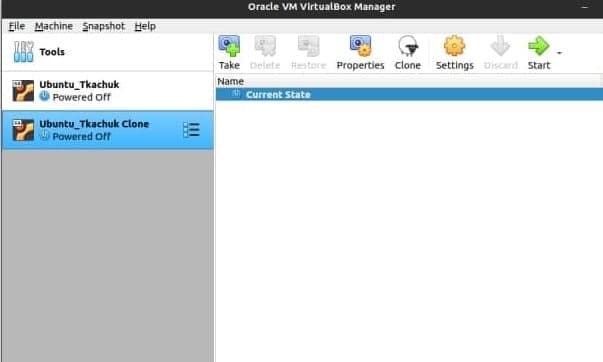 Oracle VM VirtualBox Manager
File Machine Snapshot Help
Tools
Take Delete Restore Properties Clone Settings Discard Start
Ubuntu_Tkachuk
Powered Off
Ubuntu_Tkachuk Clone
Powered Off
Name
Current State